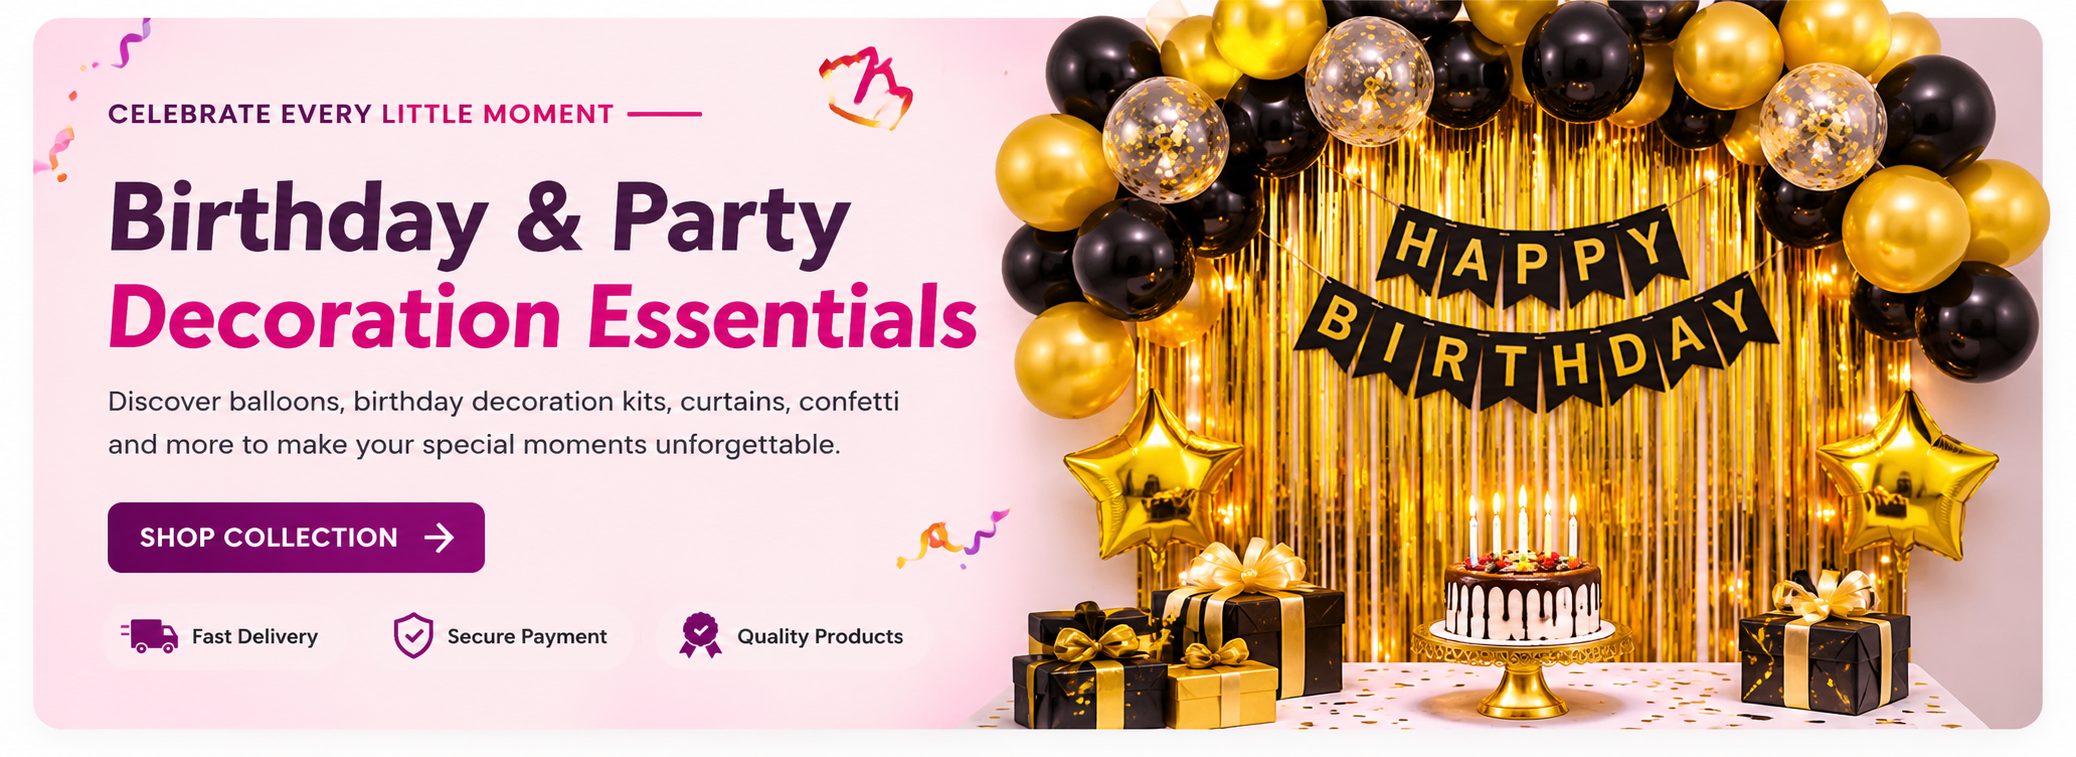 CELEBRATE EVERY LITTLE MOMENT
Birthday & Party
Decoration Essentials
Discover balloons, birthday decoration kits, curtains, confetti
and more to make your special moments unforgettable.
SHOP COLLECTION
Fast Delivery
Secure Payment
Quality Products
HAPPY
BIRTHDAY